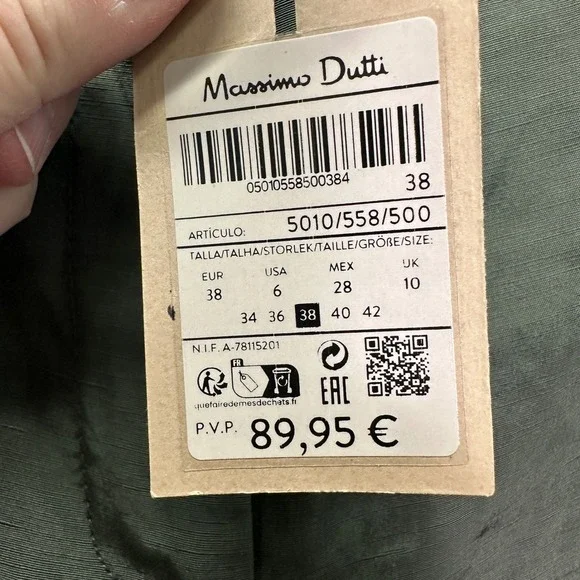 Massimo Dutti
05010558500384 38
ARTÍCULO: 5010/558/500
TALLA/TALHA/STORLEK/TAILLE/GRÖßE/SIZE:
EUR USA MEX UK
38 6 28 10
34 36 38 40 42
N.I.F. A-78115201
FR
quefairedemesdechets.fr
EAC
P.V.P. 89,95 €